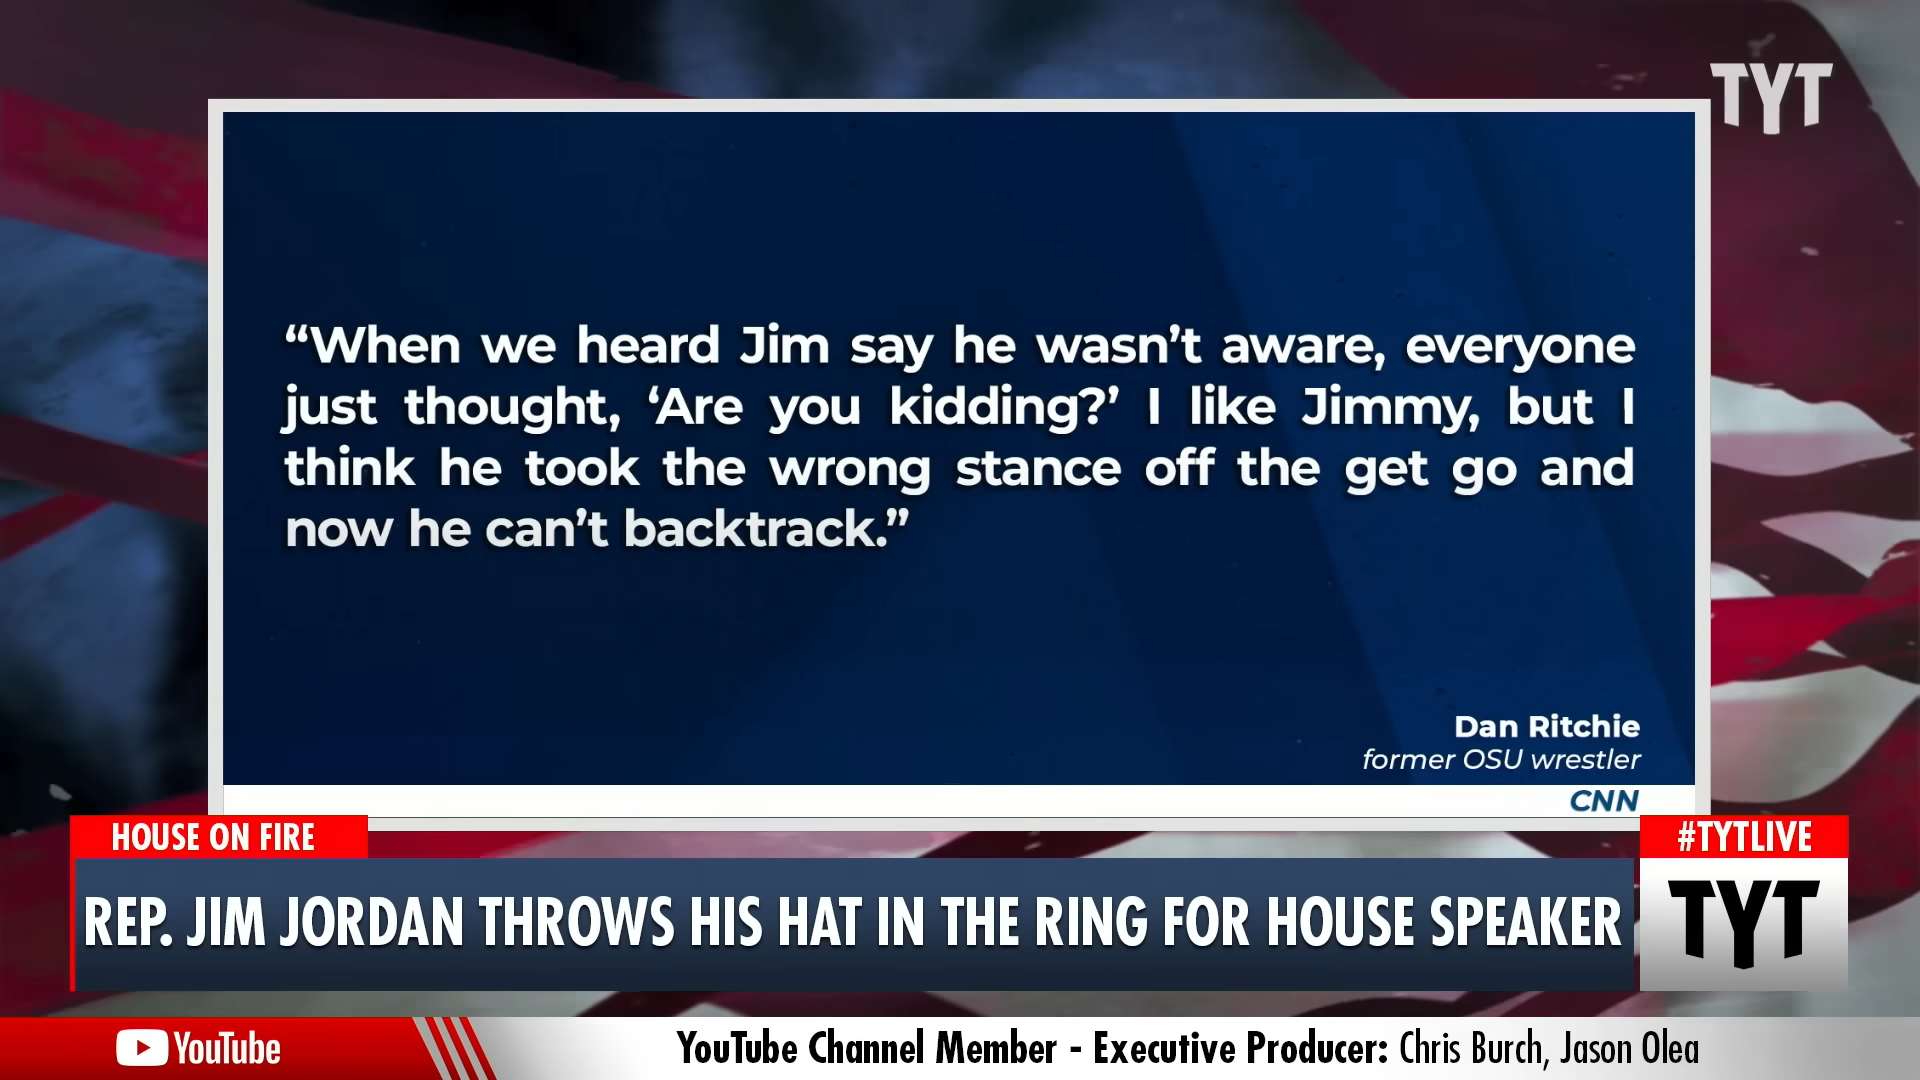 TYT
“When we heard Jim say he wasn’t aware, everyone
just thought, ‘Are you kidding?’ I like Jimmy, but I
think he took the wrong stance off the get go and
now he can’t backtrack.”
Dan Ritchie
former OSU wrestler
CNN
HOUSE ON FIRE
#TYTLIVE
REP. JIM JORDAN THROWS HIS HAT IN THE RING FOR HOUSE SPEAKER
TYT
YouTube
YouTube Channel Member - Executive Producer: Chris Burch, Jason Olea